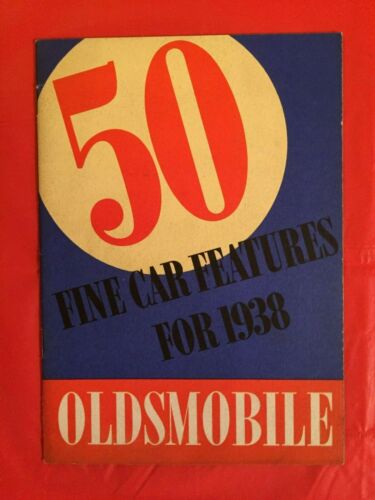 50
FINE CAR FEATURES
FOR 1938
OLDSMOBILE